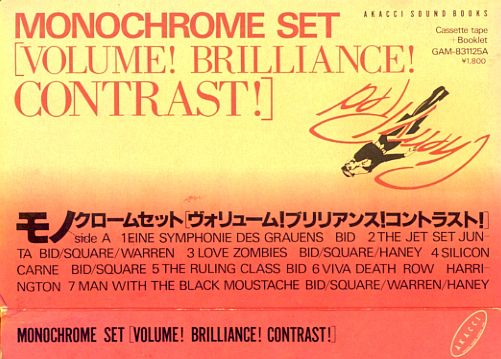 AKACCI SOUND BOOKS
MONOCHROME SET
[VOLUME! BRILLIANCE!
CONTRAST!]
Cassette tape
+Booklet
GAM-831125A
¥1,800
Cherry Red
モノクロームセット[ヴォリューム!ブリリアンス!コントラスト!]
side A 1EINE SYMPHONIE DES GRAUENS BID 2THE JET SET JUN-
TA BID/SQUARE/WARREN 3 LOVE ZOMBIES BID/SQUARE/HANEY 4 SILICON
CARNE BID/SQUARE 5 THE RULING CLASS BID 6 VIVA DEATH ROW HARRI-
NGTON 7 MAN WITH THE BLACK MOUSTACHE BID/SQUARE/WARREN/HANEY
MONOCHROME SET [VOLUME! BRILLIANCE! CONTRAST!]
AKACCI